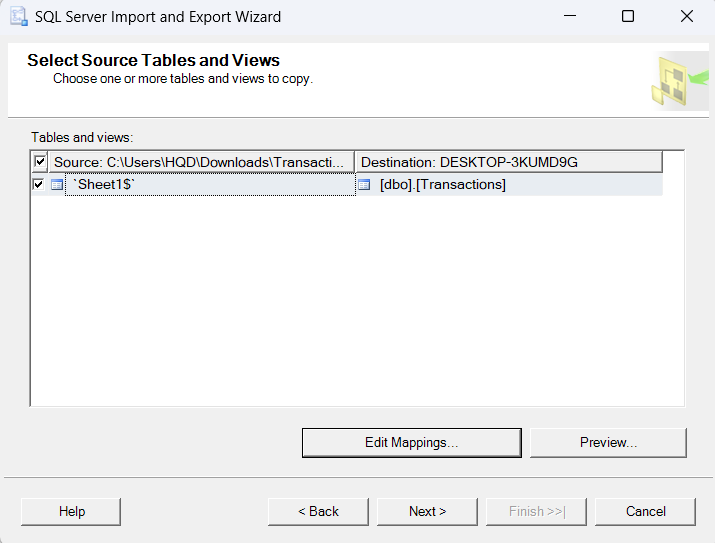 SQL Server Import and Export Wizard
Select Source Tables and Views
Choose one or more tables and views to copy.
Tables and views:
Source: C:\Users\HQD\Downloads\Transacti... Destination: DESKTOP-3KUMD9G
`Sheet1$` [dbo].[Transactions]
Edit Mappings... Preview...
Help < Back Next > Finish >>| Cancel